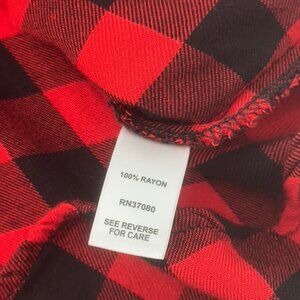 100% RAYON
RN37080
SEE REVERSE
FOR CARE